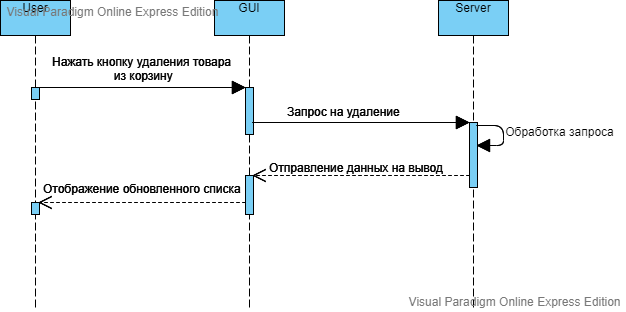 User
Visual Paradigm Online Express Edition
GUI
Server
Нажать кнопку удаления товара
из корзину
Запрос на удаление
Обработка запроса
Отправление данных на вывод
Отображение обновленного списка
Visual Paradigm Online Express Edition